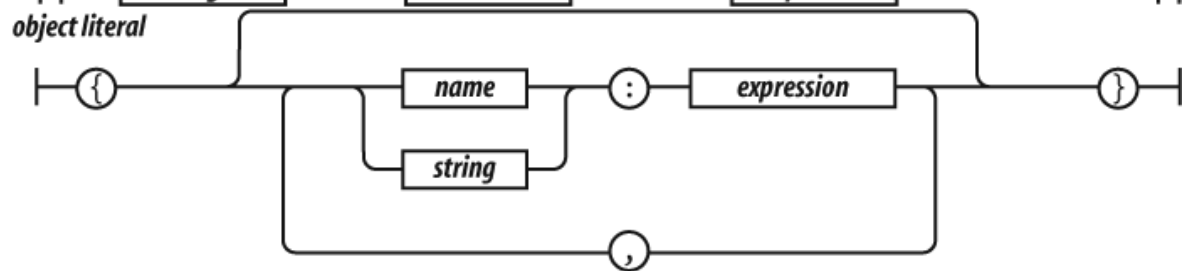 object literal
{ name : expression }
string
,